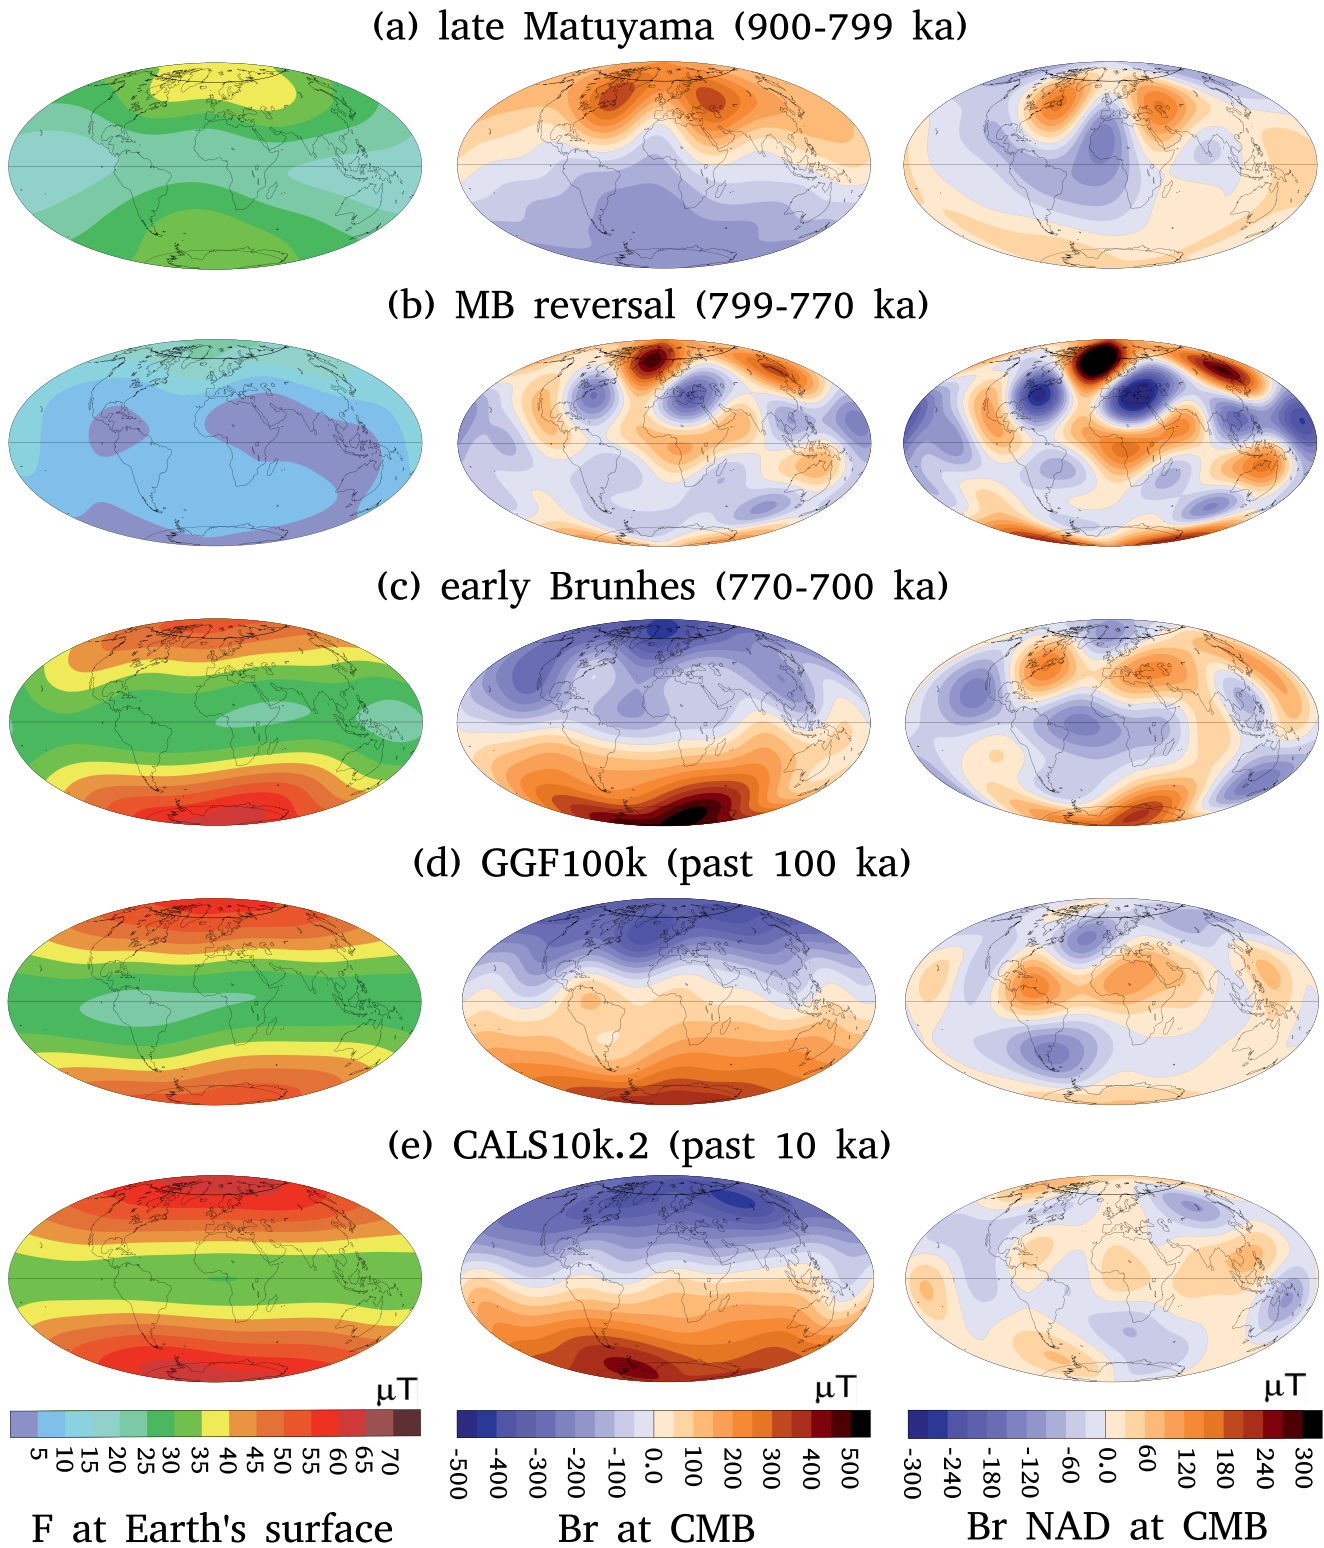 (a) late Matuyama (900-799 ka)
(b) MB reversal (799-770 ka)
(c) early Brunhes (770-700 ka)
(d) GGF100k (past 100 ka)
(e) CALS10k.2 (past 10 ka)
μT μT μT
5 10 15 20 25 30 35 40 45 50 55 60 65 70
-500 -400 -300 -200 -100 0.0 100 200 300 400 500
-300 -240 -180 -120 -60 0.0 60 120 180 240 300
F at Earth's surface Br at CMB Br NAD at CMB